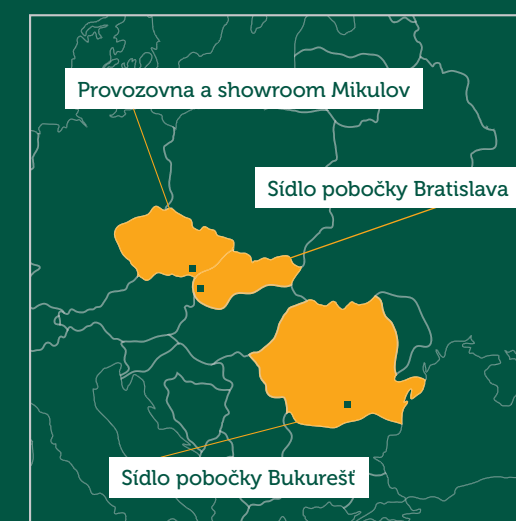 Provozovna a showroom Mikulov
Sídlo pobočky Bratislava
Sídlo pobočky Bukurešť